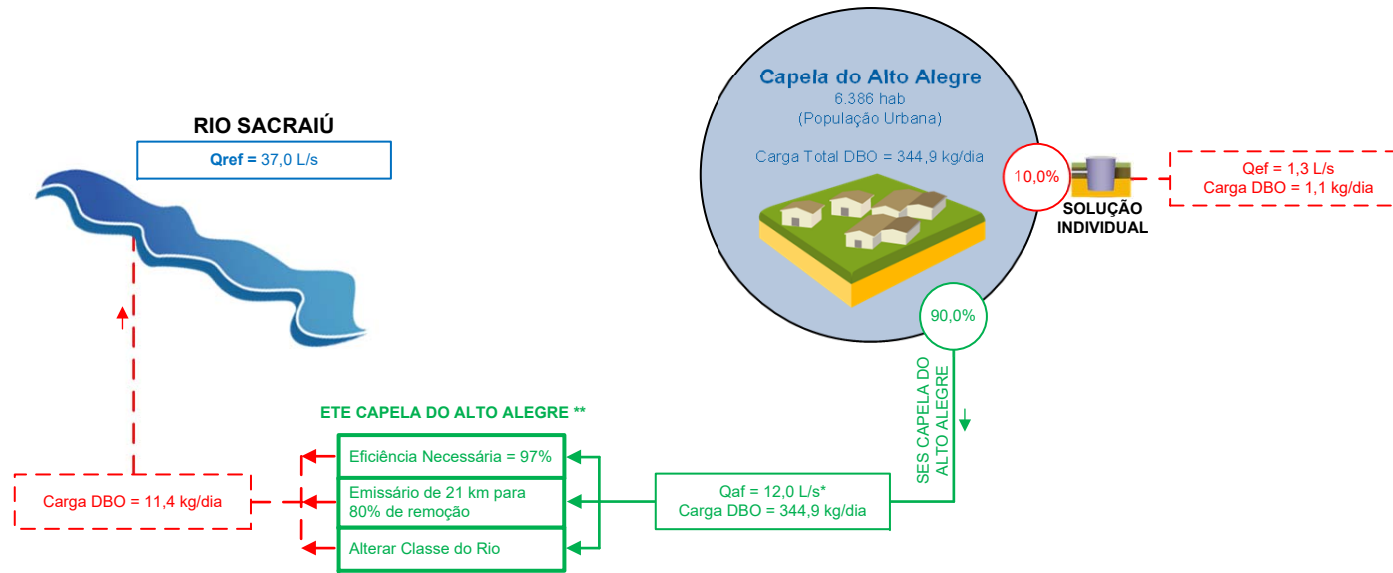 Capela do Alto Alegre
6.386 hab
(População Urbana)
Carga Total DBO = 344,9 kg/dia
RIO SACRAIÚ
Qref = 37,0 L/s
10,0%
SOLUÇÃO
INDIVIDUAL
Qef = 1,3 L/s
Carga DBO = 1,1 kg/dia
90,0%
SES CAPELA DO
ALTO ALEGRE
ETE CAPELA DO ALTO ALEGRE **
Eficiência Necessária = 97%
Emissário de 21 km para
80% de remoção
Alterar Classe do Rio
Qaf = 12,0 L/s*
Carga DBO = 344,9 kg/dia
Carga DBO = 11,4 kg/dia